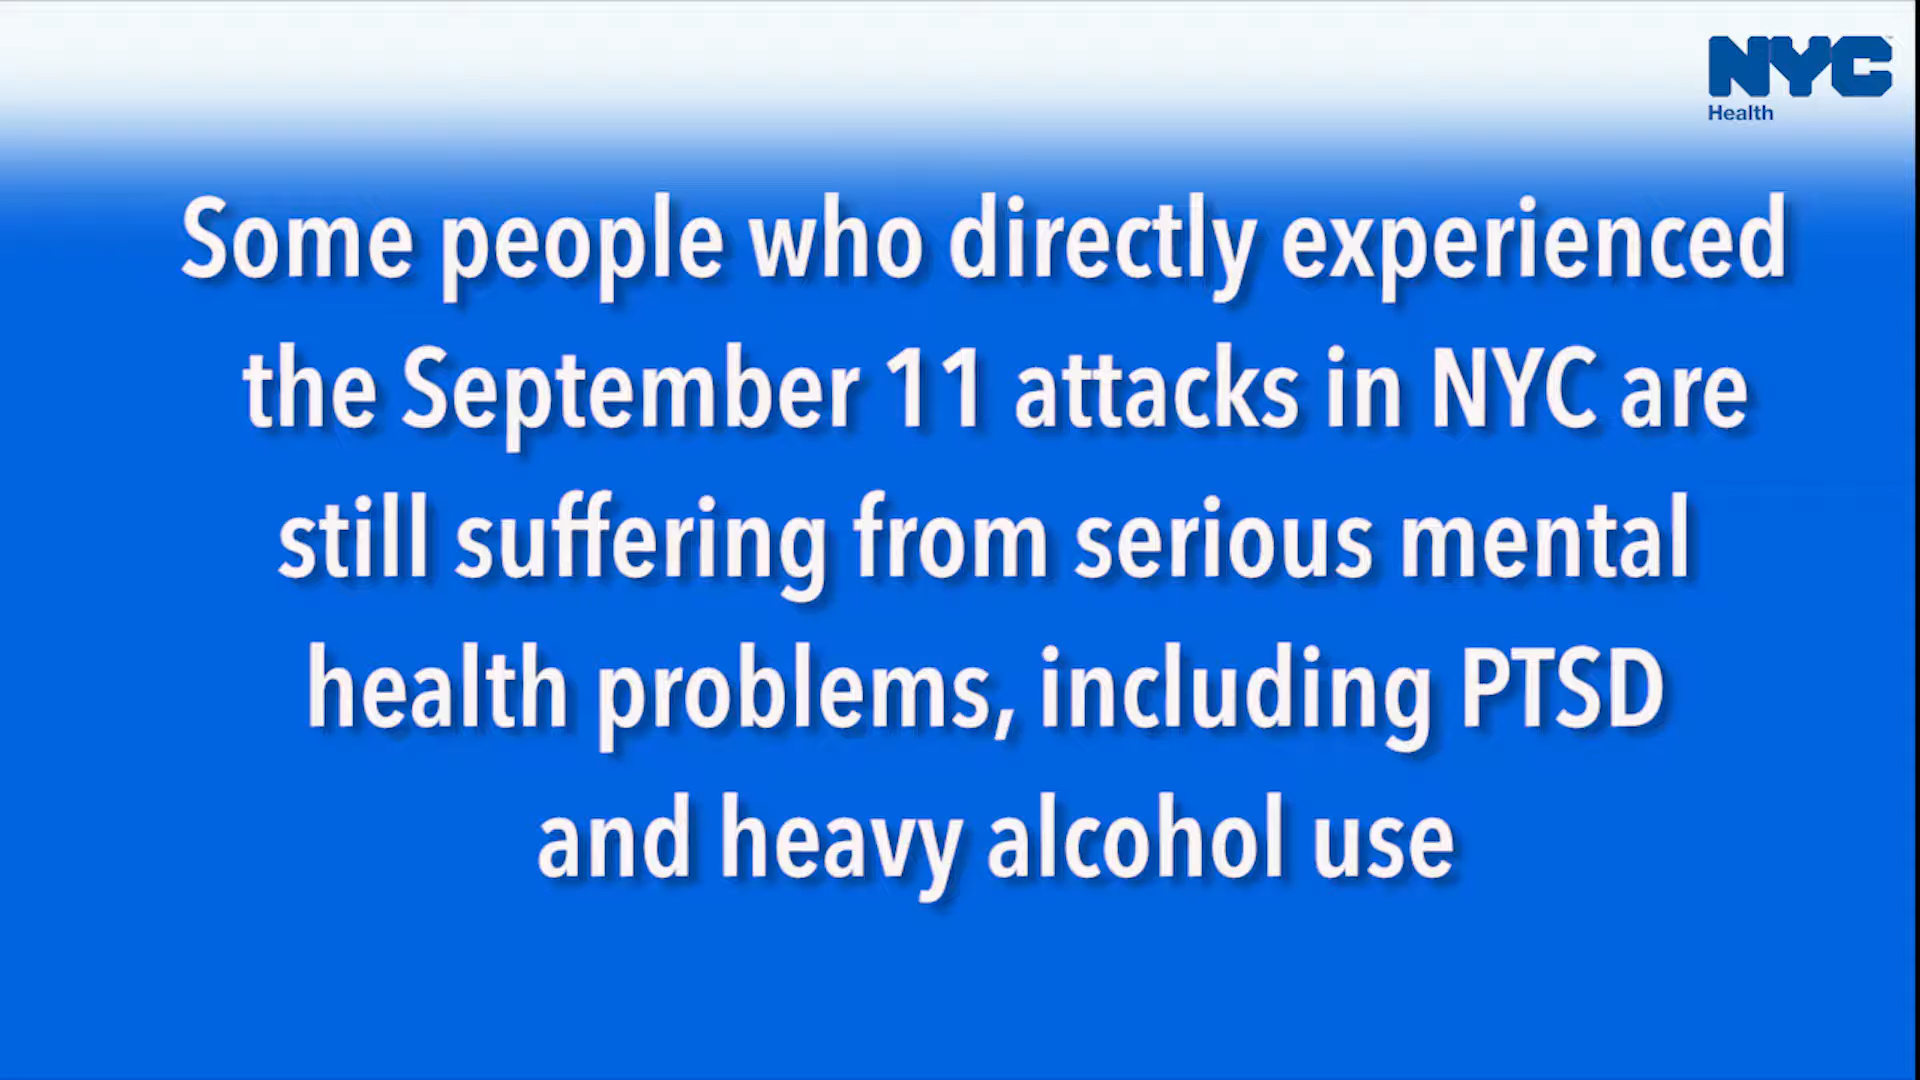 NYC
Health
Some people who directly experienced
the September 11 attacks in NYC are
still suffering from serious mental
health problems, including PTSD
and heavy alcohol use